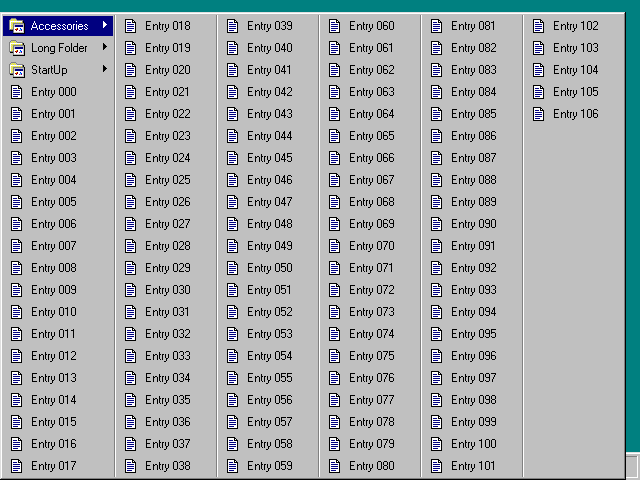 Accessories
Long Folder
StartUp
Entry 000
Entry 001
Entry 002
Entry 003
Entry 004
Entry 005
Entry 006
Entry 007
Entry 008
Entry 009
Entry 010
Entry 011
Entry 012
Entry 013
Entry 014
Entry 015
Entry 016
Entry 017
Entry 018
Entry 019
Entry 020
Entry 021
Entry 022
Entry 023
Entry 024
Entry 025
Entry 026
Entry 027
Entry 028
Entry 029
Entry 030
Entry 031
Entry 032
Entry 033
Entry 034
Entry 035
Entry 036
Entry 037
Entry 038
Entry 039
Entry 040
Entry 041
Entry 042
Entry 043
Entry 044
Entry 045
Entry 046
Entry 047
Entry 048
Entry 049
Entry 050
Entry 051
Entry 052
Entry 053
Entry 054
Entry 055
Entry 056
Entry 057
Entry 058
Entry 059
Entry 060
Entry 061
Entry 062
Entry 063
Entry 064
Entry 065
Entry 066
Entry 067
Entry 068
Entry 069
Entry 070
Entry 071
Entry 072
Entry 073
Entry 074
Entry 075
Entry 076
Entry 077
Entry 078
Entry 079
Entry 080
Entry 081
Entry 082
Entry 083
Entry 084
Entry 085
Entry 086
Entry 087
Entry 088
Entry 089
Entry 090
Entry 091
Entry 092
Entry 093
Entry 094
Entry 095
Entry 096
Entry 097
Entry 098
Entry 099
Entry 100
Entry 101
Entry 102
Entry 103
Entry 104
Entry 105
Entry 106